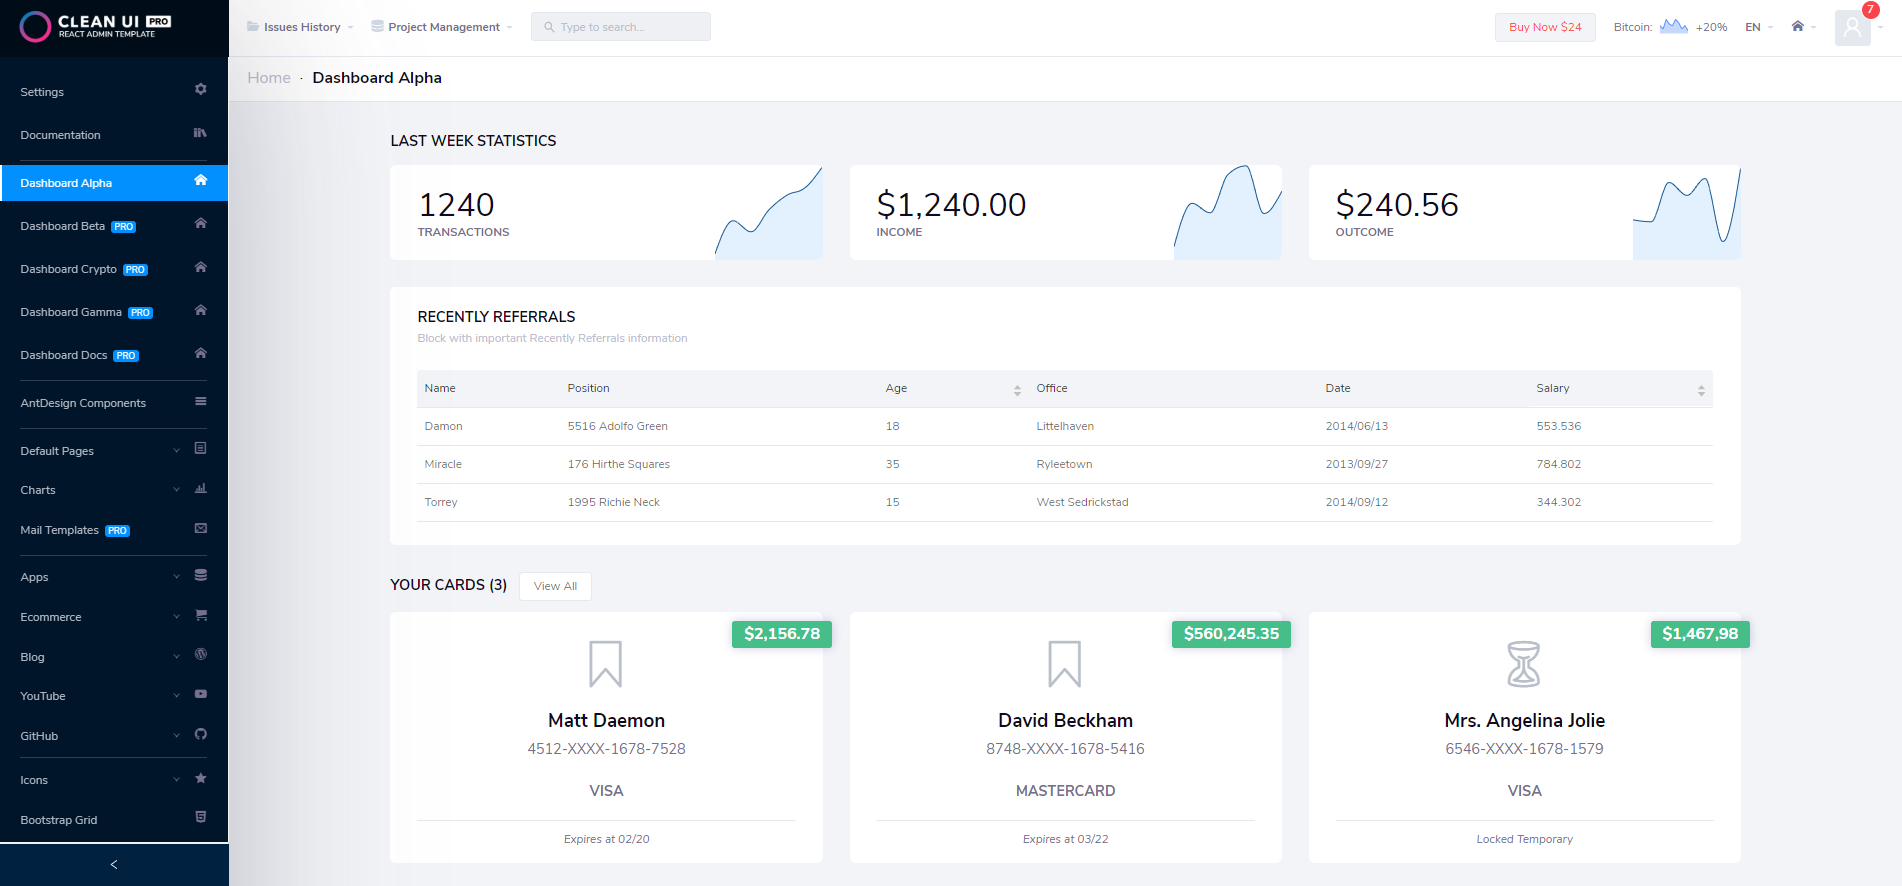 CLEAN UI PRO
REACT ADMIN TEMPLATE
Issues History
Project Management
Type to search...
Buy Now $24
Bitcoin:
+20%
EN
7
Home · Dashboard Alpha
Settings
Documentation
Dashboard Alpha
Dashboard Beta PRO
Dashboard Crypto PRO
Dashboard Gamma PRO
Dashboard Docs PRO
AntDesign Components
Default Pages
Charts
Mail Templates PRO
Apps
Ecommerce
Blog
YouTube
GitHub
Icons
Bootstrap Grid
LAST WEEK STATISTICS
1240
TRANSACTIONS
$1,240.00
INCOME
$240.56
OUTCOME
RECENTLY REFERRALS
Block with important Recently Referrals information
Name Position Age Office Date Salary
Damon 5516 Adolfo Green 18 Littelhaven 2014/06/13 553.536
Miracle 176 Hirthe Squares 35 Ryleetown 2013/09/27 784.802
Torrey 1995 Richie Neck 15 West Sedrickstad 2014/09/12 344.302
YOUR CARDS (3)
View All
$2,156.78
Matt Daemon
4512-XXXX-1678-7528
VISA
Expires at 02/20
$560,245.35
David Beckham
8748-XXXX-1678-5416
MASTERCARD
Expires at 03/22
$1,467,98
Mrs. Angelina Jolie
6546-XXXX-1678-1579
VISA
Locked Temporary